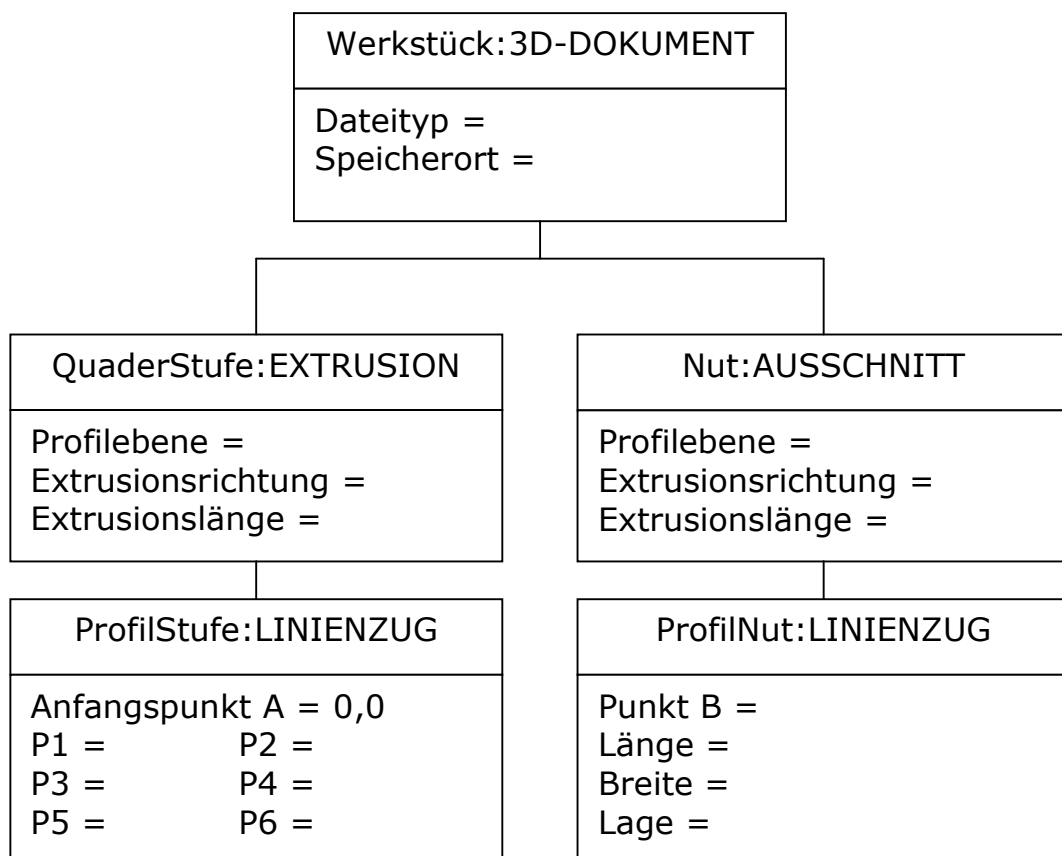 Werkstück:3D-DOKUMENT
Dateityp =
Speicherort =
QuaderStufe:EXTRUSION
Profilebene =
Extrusionsrichtung =
Extrusionslänge =
Nut:AUSSCHNITT
Profilebene =
Extrusionsrichtung =
Extrusionslänge =
ProfilStufe:LINIENZUG
Anfangspunkt A = 0,0
P1 = P2 =
P3 = P4 =
P5 = P6 =
ProfilNut:LINIENZUG
Punkt B =
Länge =
Breite =
Lage =